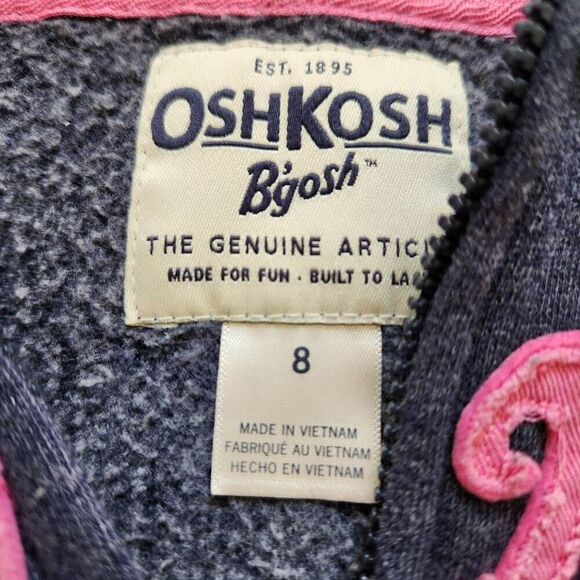 EST. 1895
OSHKOSH
B'gosh™
THE GENUINE ARTIC
MADE FOR FUN · BUILT TO LA
8
MADE IN VIETNAM
FABRIQUÉ AU VIETNAM
HECHO EN VIETNAM